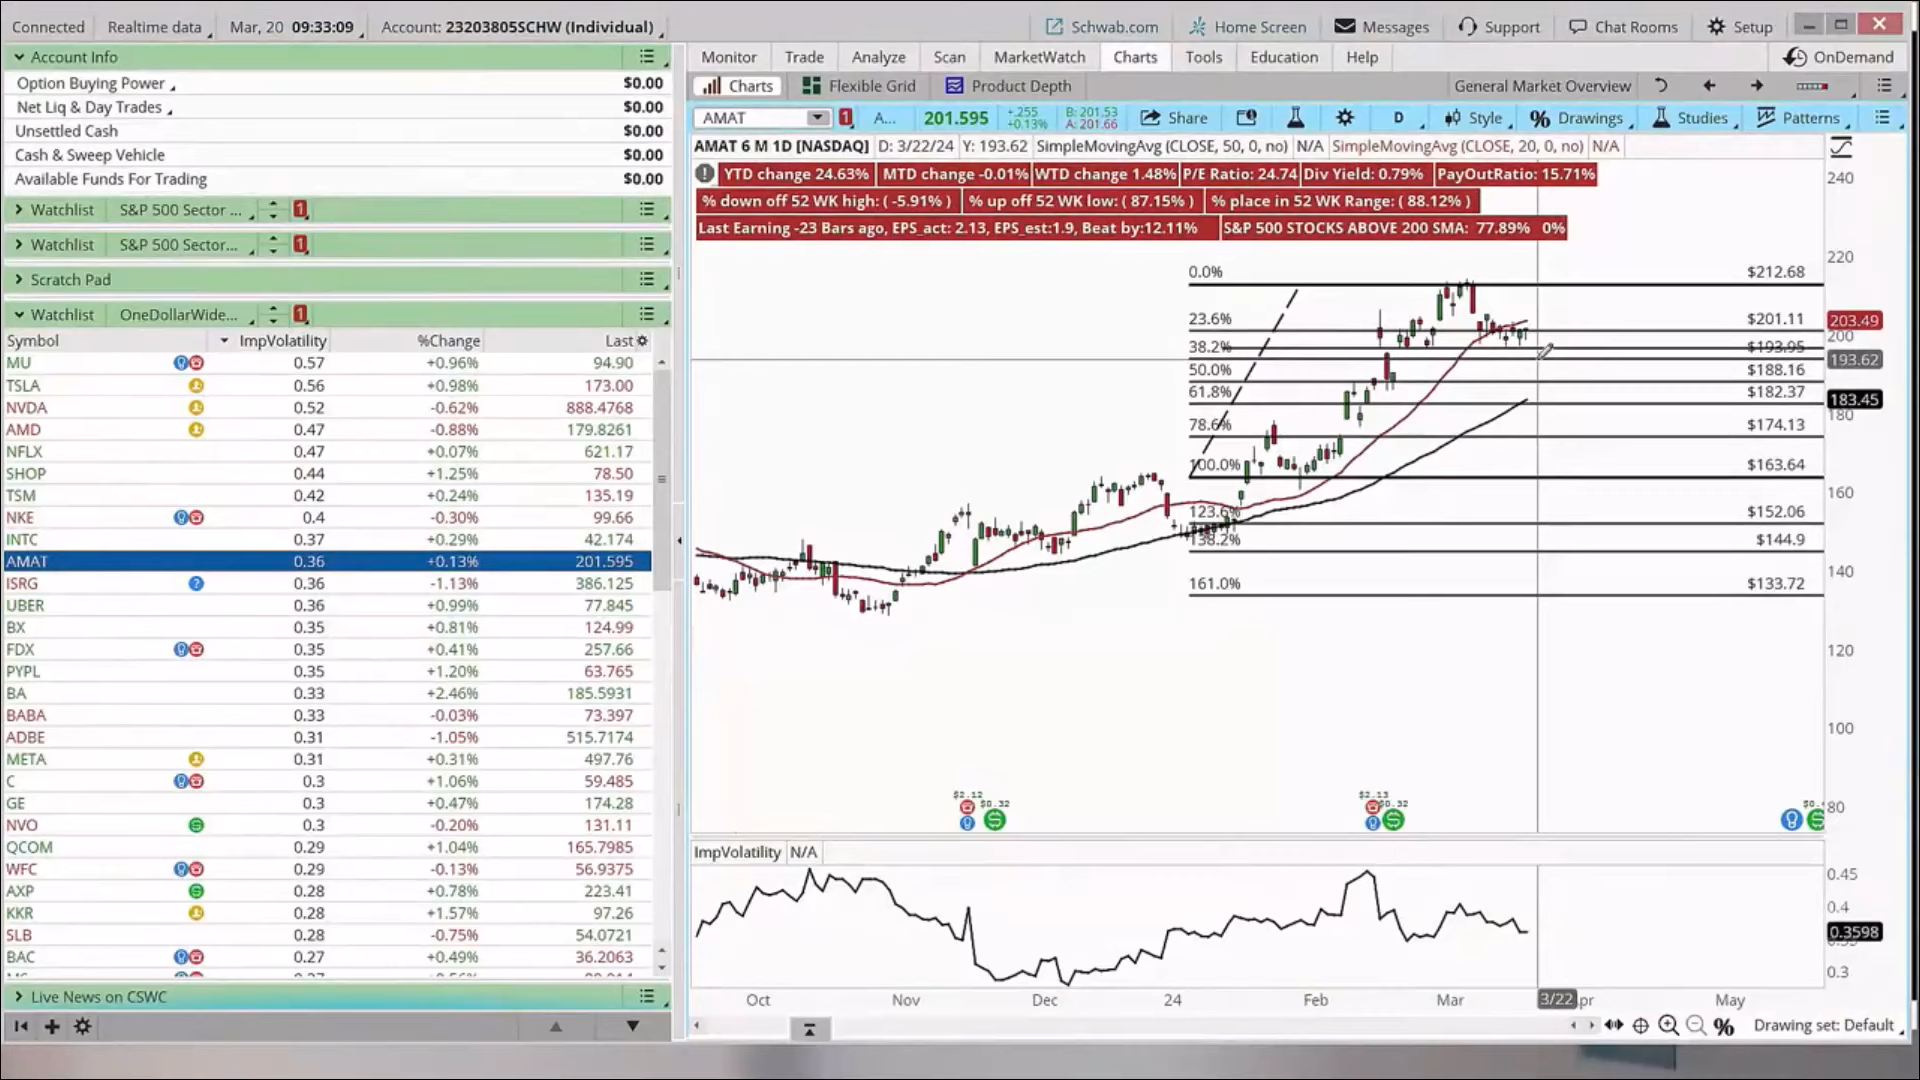 Connected Realtime data Mar, 20 09:33:09 Account: 23203805SCHW (Individual) Schwab.com Home Screen Messages Support Chat Rooms Setup
Account Info
Option Buying Power $0.00
Net Liq & Day Trades $0.00
Unsettled Cash $0.00
Cash & Sweep Vehicle $0.00
Available Funds For Trading $0.00
Watchlist S&P 500 Sector ... 1
Watchlist S&P 500 Sector... 1
Scratch Pad
Watchlist OneDollarWide... 1
Symbol ImpVolatility %Change Last
MU 0.57 +0.96% 94.90
TSLA 0.56 +0.98% 173.00
NVDA 0.52 -0.62% 888.4768
AMD 0.47 -0.88% 179.8261
NFLX 0.47 +0.07% 621.17
SHOP 0.44 +1.25% 78.50
TSM 0.42 +0.24% 135.19
NKE 0.4 -0.30% 99.66
INTC 0.37 +0.29% 42.174
AMAT 0.36 +0.13% 201.595
ISRG 0.36 -1.13% 386.125
UBER 0.36 +0.99% 77.845
BX 0.35 +0.81% 124.99
FDX 0.35 +0.41% 257.66
PYPL 0.35 +1.20% 63.765
BA 0.33 +2.46% 185.5931
BABA 0.33 -0.03% 73.397
ADBE 0.31 -1.05% 515.7174
META 0.31 +0.31% 497.76
C 0.3 +1.06% 59.485
GE 0.3 +0.47% 174.28
NVO 0.3 -0.20% 131.11
QCOM 0.29 +1.04% 165.7985
WFC 0.29 -0.13% 56.9375
AXP 0.28 +0.78% 223.41
KKR 0.28 +1.57% 97.26
SLB 0.28 -0.75% 54.0721
BAC 0.27 +0.49% 36.2063
Live News on CSWC
Monitor Trade Analyze Scan MarketWatch Charts Tools Education Help OnDemand
Charts Flexible Grid Product Depth General Market Overview
AMAT 1 A... 201.595 +.255 B: 201.53
+0.13% A: 201.66
Share D Style Drawings Studies Patterns
AMAT 6 M 1D [NASDAQ] D: 3/22/24 Y: 193.62 SimpleMovingAvg (CLOSE, 50, 0, no) N/A SimpleMovingAvg (CLOSE, 20, 0, no) N/A
YTD change 24.63% MTD change -0.01% WTD change 1.48% P/E Ratio: 24.74 Div Yield: 0.79% PayOutRatio: 15.71%
% down off 52 WK high: ( -5.91% ) % up off 52 WK low: ( 87.15% ) % place in 52 WK Range: ( 88.12% )
Last Earning -23 Bars ago, EPS_act: 2.13, EPS_est:1.9, Beat by:12.11% S&P 500 STOCKS ABOVE 200 SMA: 77.89% 0%
240
220
0.0% $212.68
23.6% $201.11 203.49
200
38.2% $193.95
193.62
50.0% $188.16
61.8% $182.37 183.45
180
78.6% $174.13
100.0% $163.64
160
123.6% $152.06
138.2% $144.9
140
161.0% $133.72
120
100
$2.12 $0.32 $2.13 $0.32
80
ImpVolatility N/A
0.45
0.4
0.3598
0.3
Oct Nov Dec 24 Feb Mar 3/22 pr May
Drawing set: Default